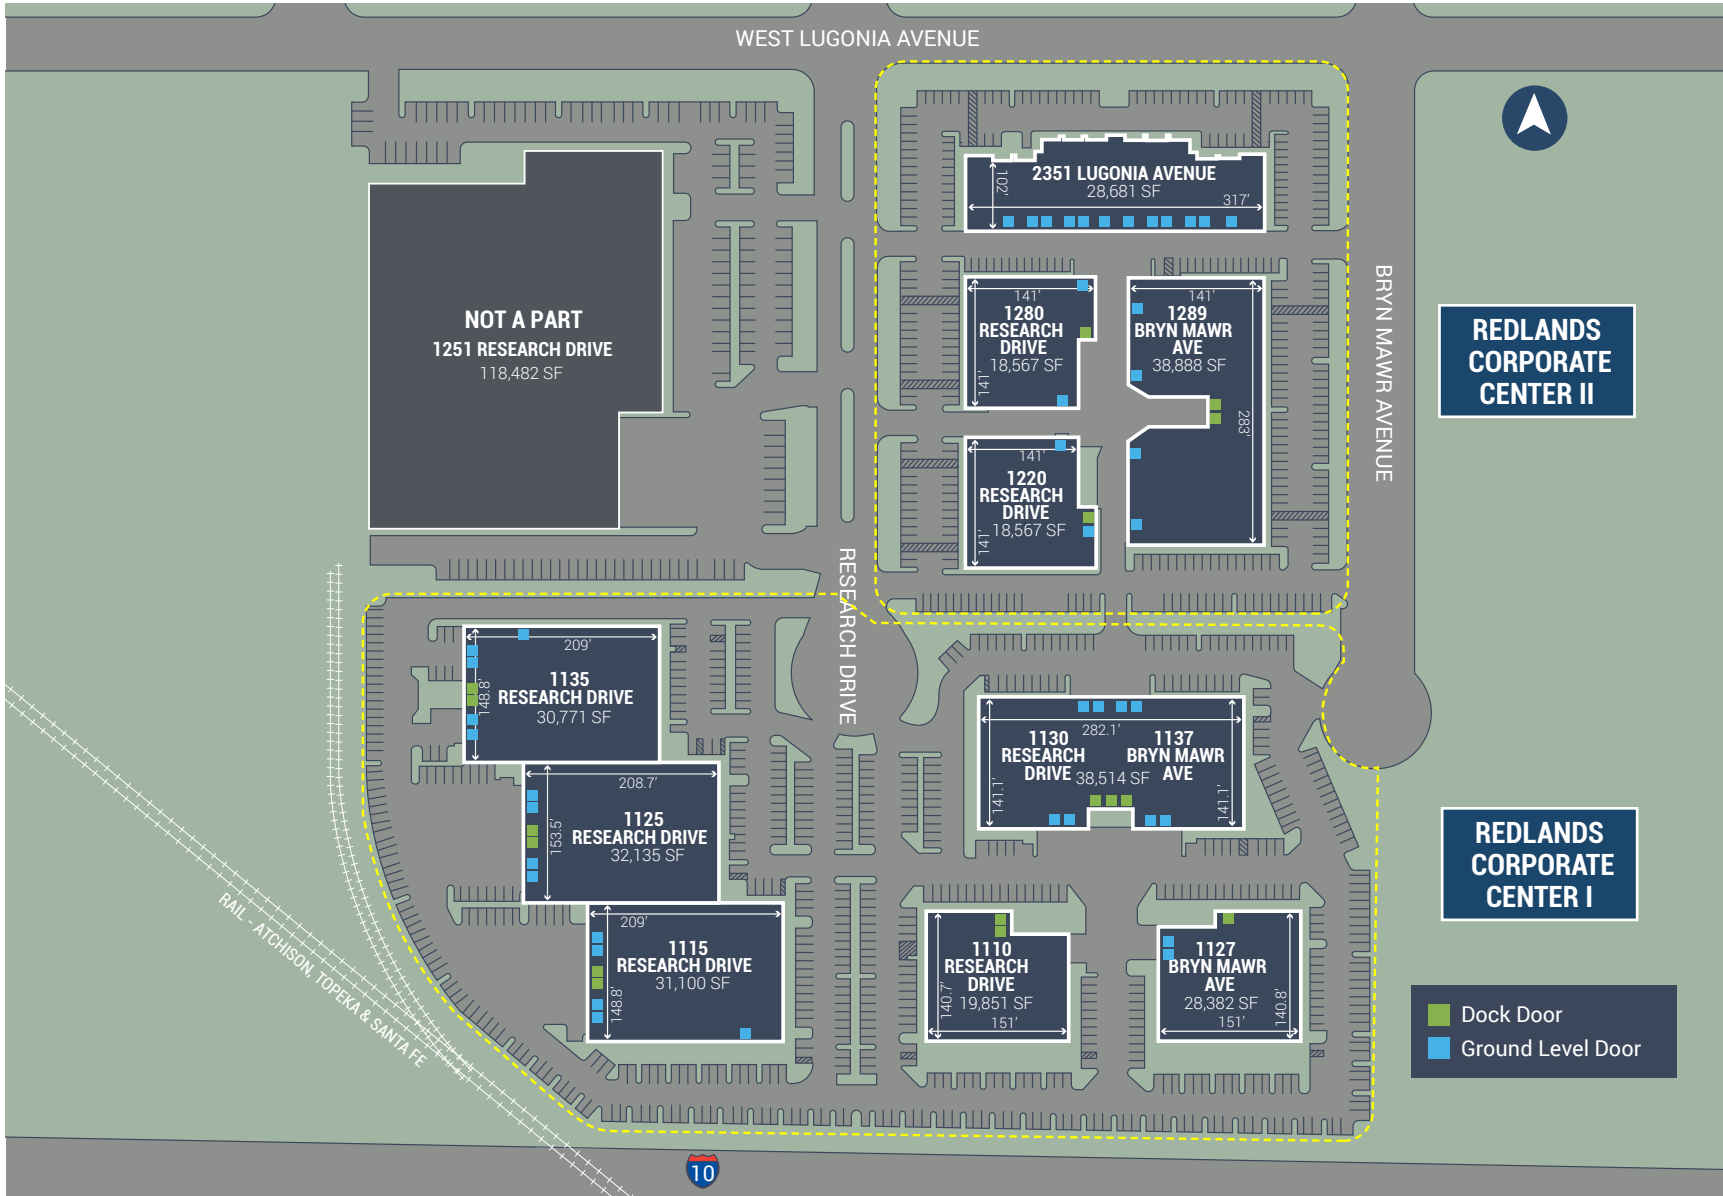 WEST LUGONIA AVENUE
2351 LUGONIA AVENUE
28,681 SF
102'
317'
NOT A PART
1251 RESEARCH DRIVE
118,482 SF
141'
1280
RESEARCH
DRIVE
18,567 SF
141'
141'
1289
BRYN MAWR
AVE
38,888 SF
283'
BRYN MAWR AVENUE
REDLANDS
CORPORATE
CENTER II
141'
1220
RESEARCH
DRIVE
18,567 SF
141'
RESEARCH DRIVE
209'
148.8'
1135
RESEARCH DRIVE
30,771 SF
282.1'
1130
RESEARCH
DRIVE
1137
BRYN MAWR
AVE
38,514 SF
141.1'
141.1'
208.7'
153.5'
1125
RESEARCH DRIVE
32,135 SF
REDLANDS
CORPORATE
CENTER I
209'
148.8'
1115
RESEARCH DRIVE
31,100 SF
1110
RESEARCH
DRIVE
19,851 SF
140.7'
151'
1127
BRYN MAWR
AVE
28,382 SF
140.8'
151'
RAIL - ATCHISON, TOPEKA & SANTA FE
Dock Door
Ground Level Door
10